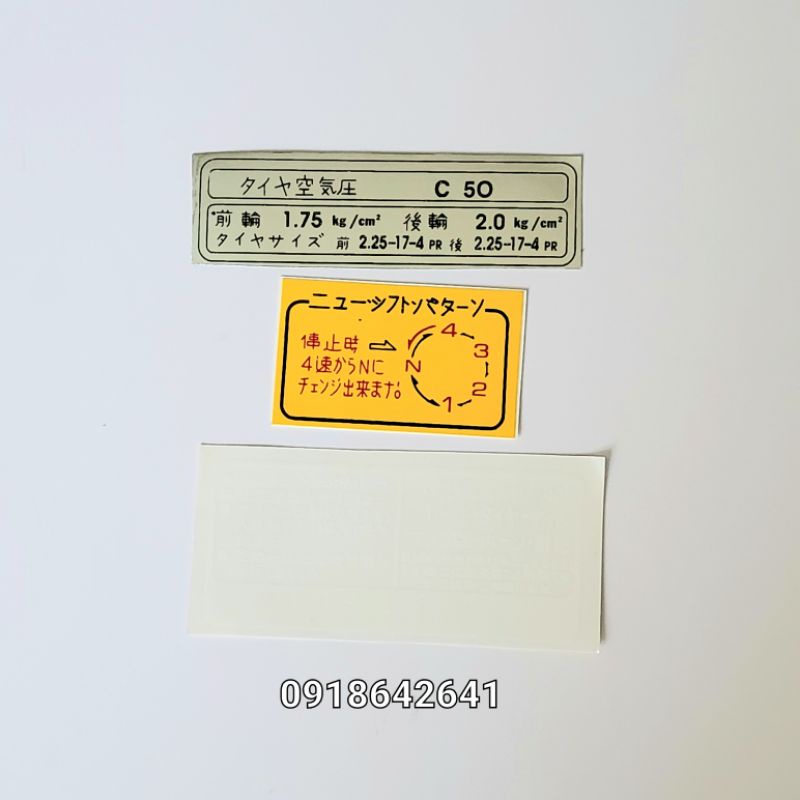 タイヤ空気圧 C 50
前輪 1.75 kg/cm² 後輪 2.0 kg/cm²
タイヤサイズ 前 2.25-17-4 PR 後 2.25-17-4 PR
ニューシフトパターン
停止時
4速からNに
チェンジ出来ます。
N 4 3 2 1
0918642641